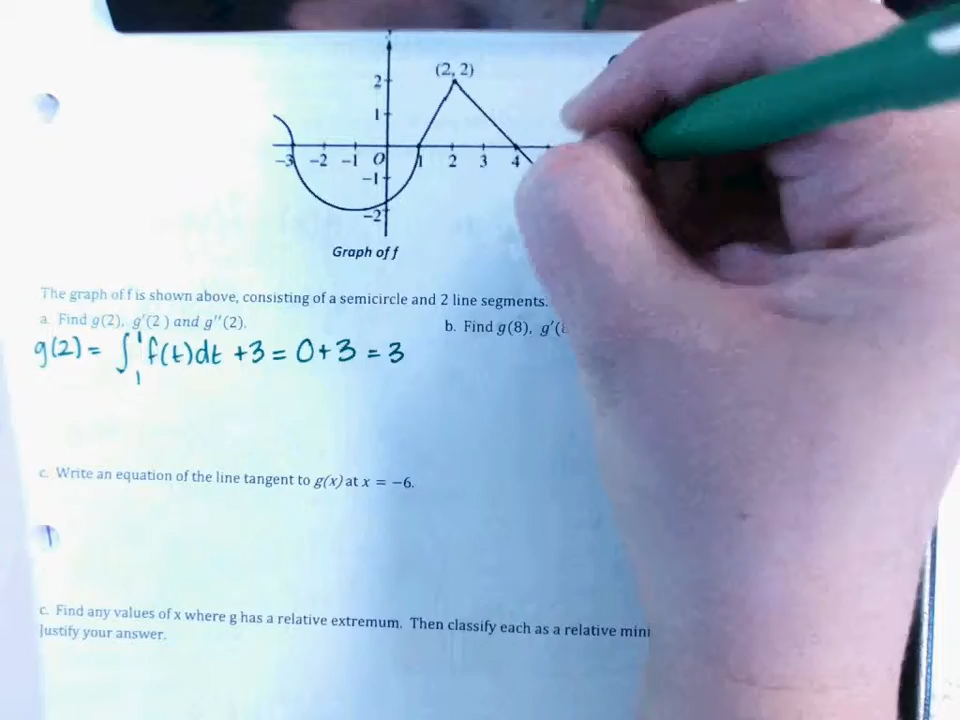 (2, 2)
2
1
-3 -2 -1 O 1 2 3 4
-1
-2
Graph of f
The graph of f is shown above, consisting of a semicircle and 2 line segments.
a. Find g(2), g'(2) and g''(2).
g(2) = ∫₁¹ f(t)dt + 3 = 0 + 3 = 3
b. Find g(8), g'(
c. Write an equation of the line tangent to g(x) at x = −6.
c. Find any values of x where g has a relative extremum. Then classify each as a relative mini
Justify your answer.